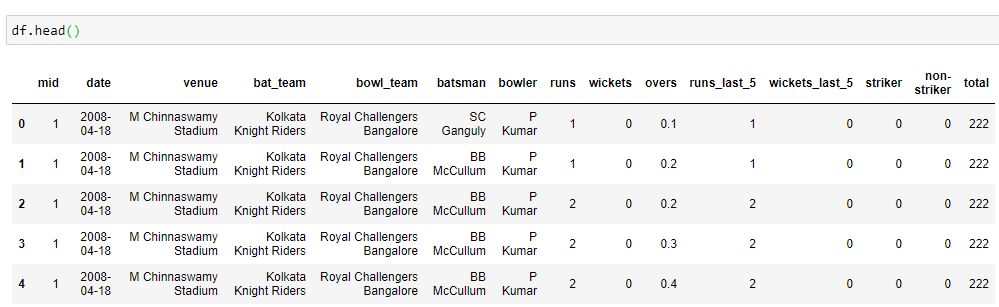 df.head()
mid date venue bat_team bowl_team batsman bowler runs wickets overs runs_last_5 wickets_last_5 striker non-striker total
0 1 2008-04-18 M Chinnaswamy Stadium Kolkata Knight Riders Royal Challengers Bangalore SC Ganguly P Kumar 1 0 0.1 1 0 0 0 222
1 1 2008-04-18 M Chinnaswamy Stadium Kolkata Knight Riders Royal Challengers Bangalore BB McCullum P Kumar 1 0 0.2 1 0 0 0 222
2 1 2008-04-18 M Chinnaswamy Stadium Kolkata Knight Riders Royal Challengers Bangalore BB McCullum P Kumar 2 0 0.2 2 0 0 0 222
3 1 2008-04-18 M Chinnaswamy Stadium Kolkata Knight Riders Royal Challengers Bangalore BB McCullum P Kumar 2 0 0.3 2 0 0 0 222
4 1 2008-04-18 M Chinnaswamy Stadium Kolkata Knight Riders Royal Challengers Bangalore BB McCullum P Kumar 2 0 0.4 2 0 0 0 222